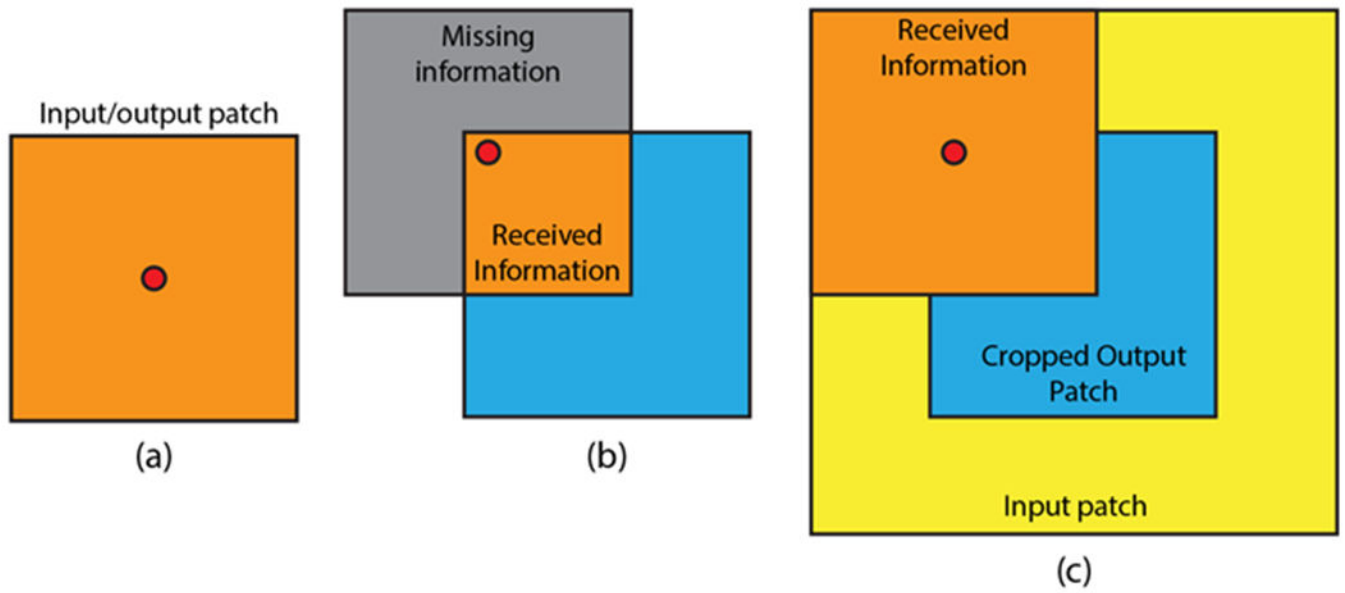 Input/output patch
(a)
Missing
information
Received
Information
(b)
Received
Information
Cropped Output
Patch
Input patch
(c)